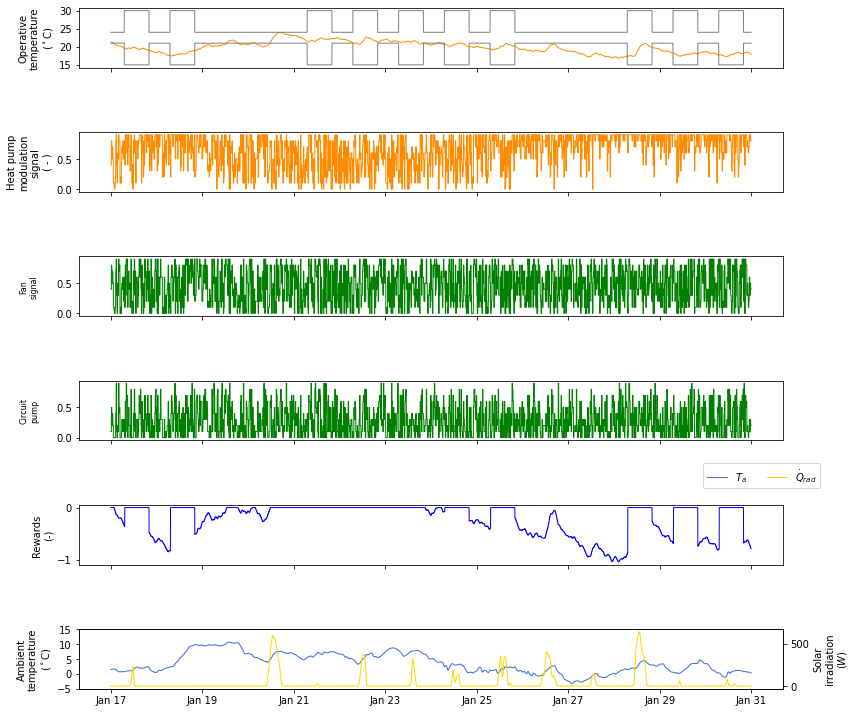 Operative
temperature
(°C)
30
25
20
15
Heat pump
modulation
signal
( - )
0.5
0.0
Fan
signal
0.5
0.0
Circuit
pump
0.5
0.0
T_a Q̇_rad
Rewards
(-)
0
−1
Ambient
temperature
(°C)
15
10
5
0
−5
500
0
Solar
irradiation
(W)
Jan 17 Jan 19 Jan 21 Jan 23 Jan 25 Jan 27 Jan 29 Jan 31